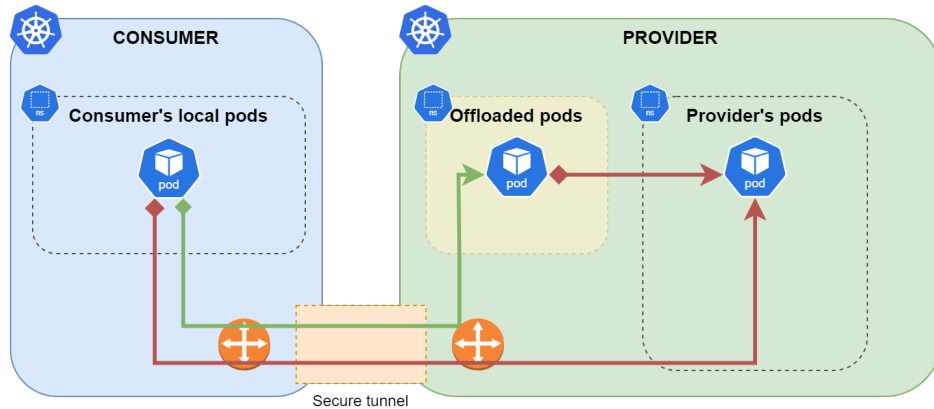 CONSUMER
PROVIDER
ns
Consumer's local pods
ns
Offloaded pods
ns
Provider's pods
pod
pod
pod
Secure tunnel